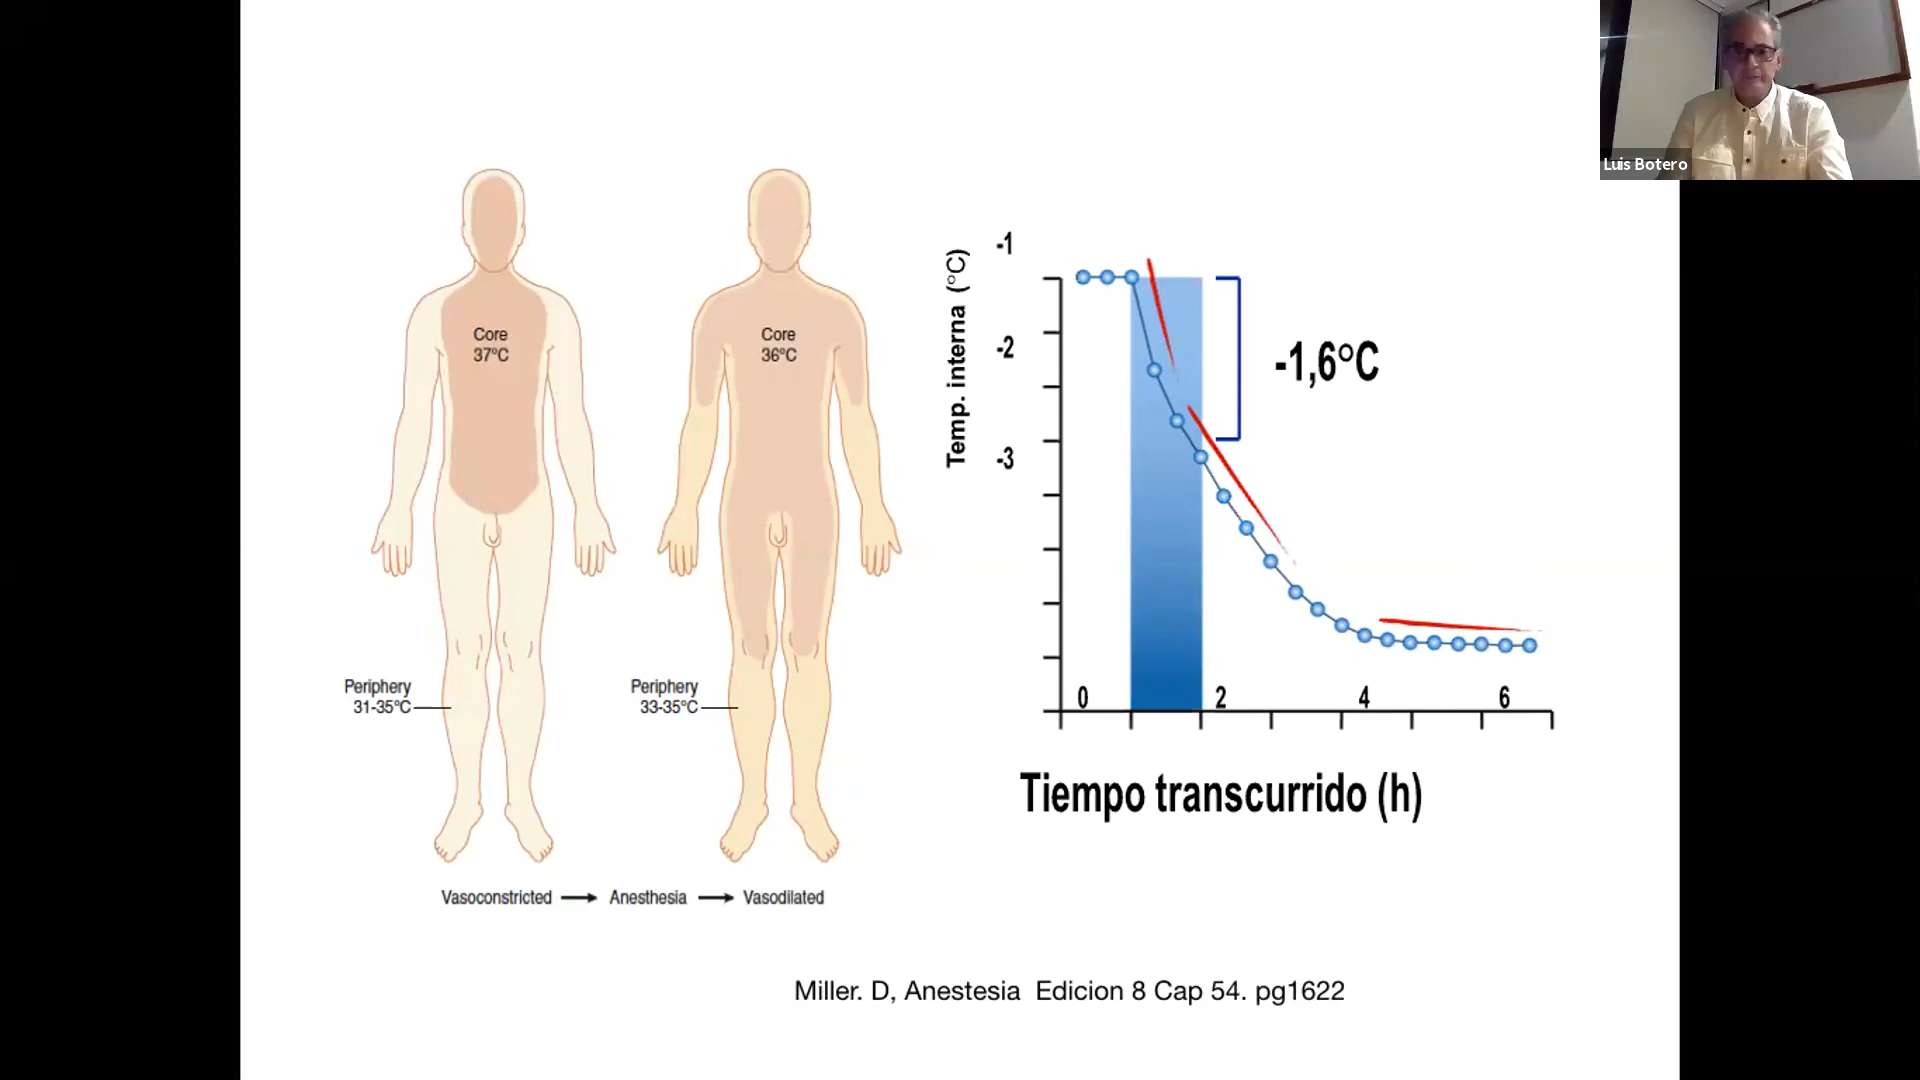 Luis Botero
Core
37°C
Core
36°C
Periphery
31-35°C
Periphery
33-35°C
Vasoconstricted → Anesthesia → Vasodilated
Temp. interna (°C)
-1
-2
-3
-1,6°C
0 2 4 6
Tiempo transcurrido (h)
Miller. D, Anestesia Edicion 8 Cap 54. pg1622